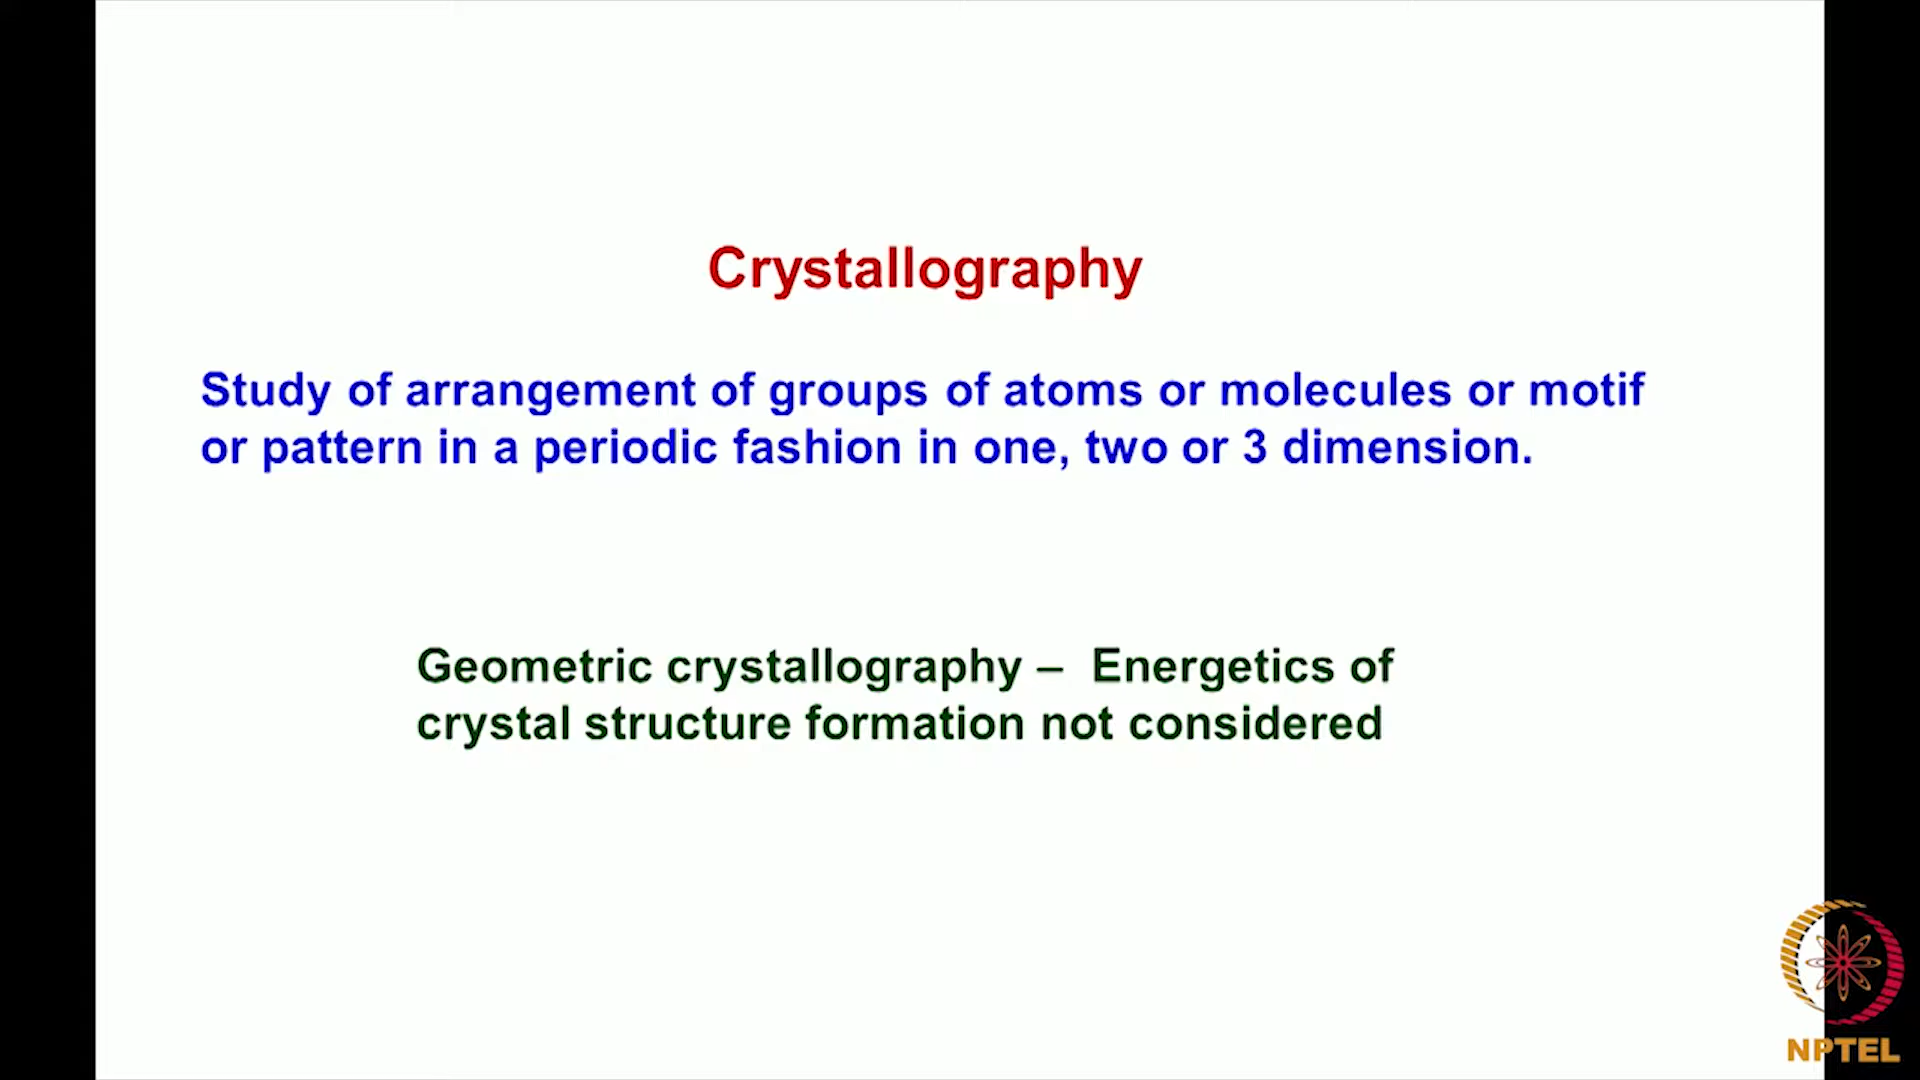 Crystallography
Study of arrangement of groups of atoms or molecules or motif
or pattern in a periodic fashion in one, two or 3 dimension.
Geometric crystallography – Energetics of
crystal structure formation not considered
NPTEL